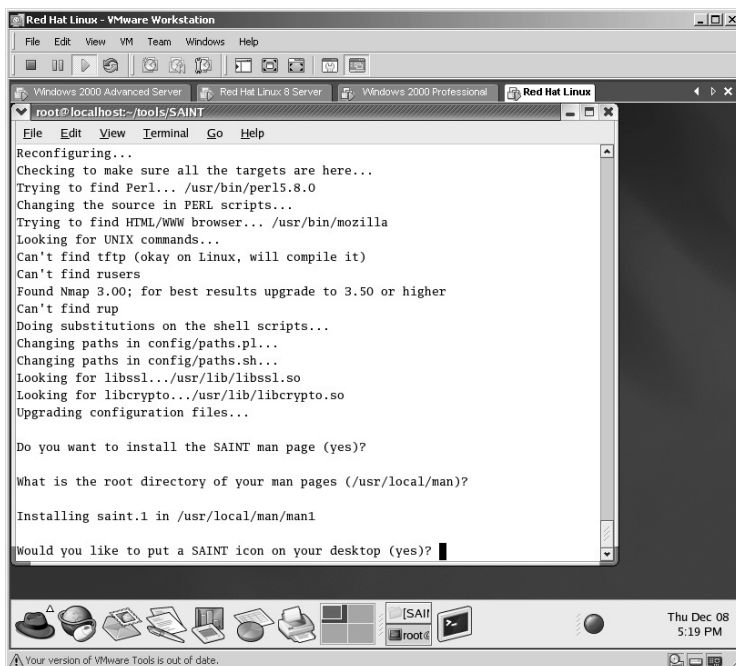 Red Hat Linux - VMware Workstation
File Edit View VM Team Windows Help
Windows 2000 Advanced Server Red Hat Linux 8 Server Windows 2000 Professional Red Hat Linux
root@localhost:~/tools/SAINT
File Edit View Terminal Go Help
Reconfiguring...
Checking to make sure all the targets are here...
Trying to find Perl... /usr/bin/perl5.8.0
Changing the source in PERL scripts...
Trying to find HTML/WWW browser... /usr/bin/mozilla
Looking for UNIX commands...
Can't find tftp (okay on Linux, will compile it)
Can't find rusers
Found Nmap 3.00; for best results upgrade to 3.50 or higher
Can't find rup
Doing substitutions on the shell scripts...
Changing paths in config/paths.pl...
Changing paths in config/paths.sh...
Looking for libssl.../usr/lib/libssl.so
Looking for libcrypto.../usr/lib/libcrypto.so
Upgrading configuration files...
Do you want to install the SAINT man page (yes)?
What is the root directory of your man pages (/usr/local/man)?
Installing saint.1 in /usr/local/man/man1
Would you like to put a SAINT icon on your desktop (yes)?
[SAI
root@
Thu Dec 08
5:19 PM
Your version of VMware Tools is out of date.